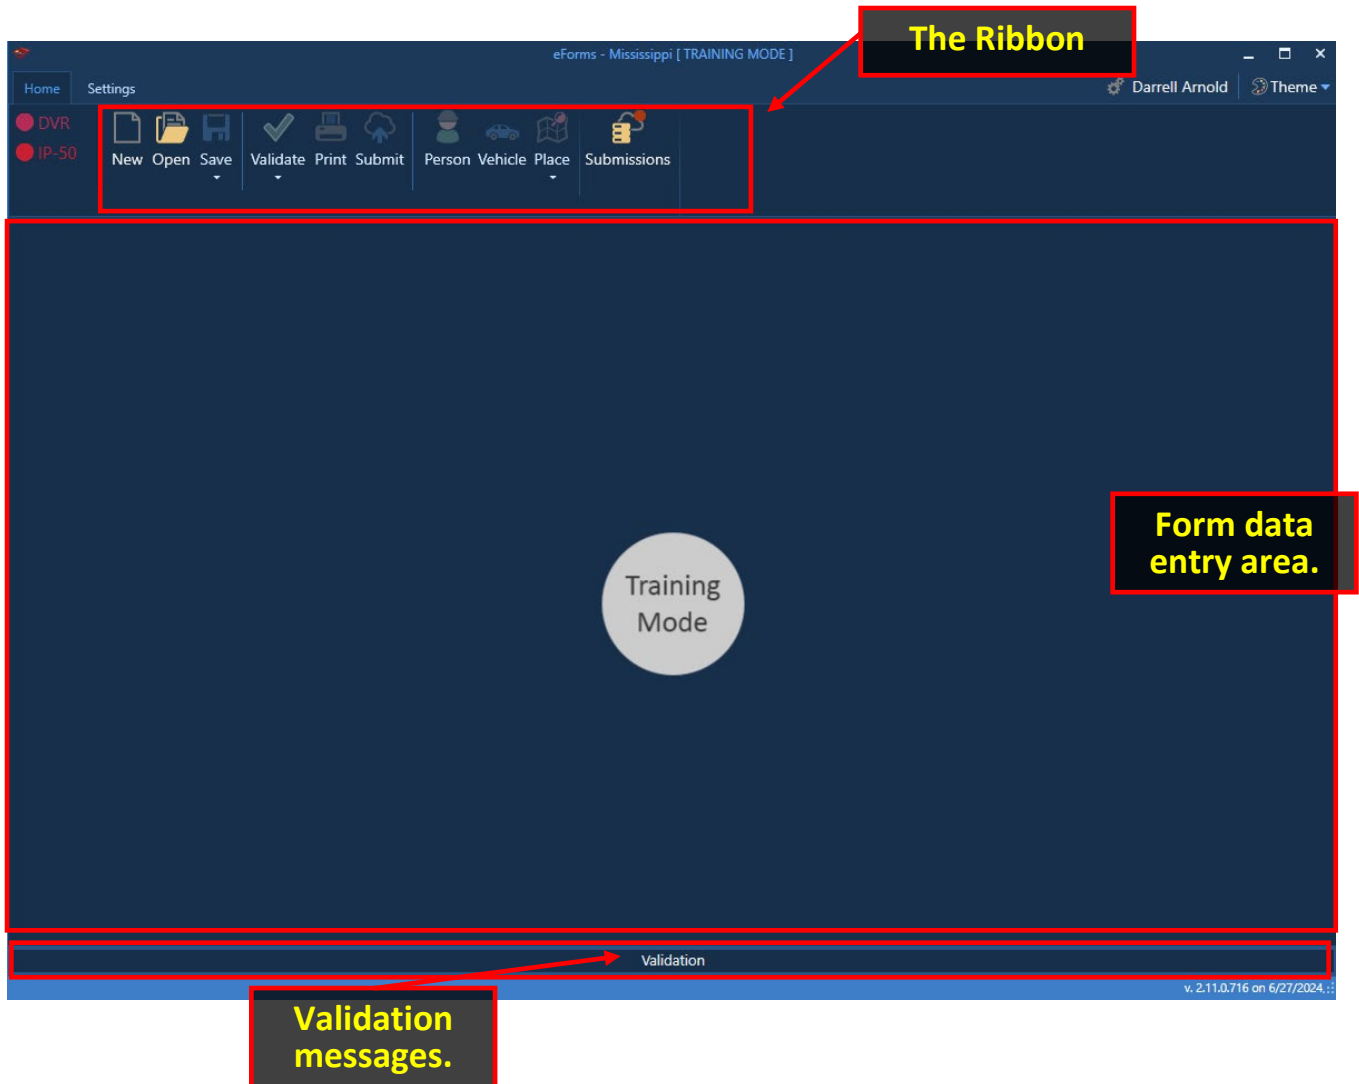 The Ribbon
eForms - Mississippi [ TRAINING MODE ]
Home Settings
Darrell Arnold Theme
DVR
IP-50
New Open Save Validate Print Submit Person Vehicle Place Submissions
Form data
entry area.
Training
Mode
Validation
v. 2.11.0.716 on 6/27/2024
Validation
messages.